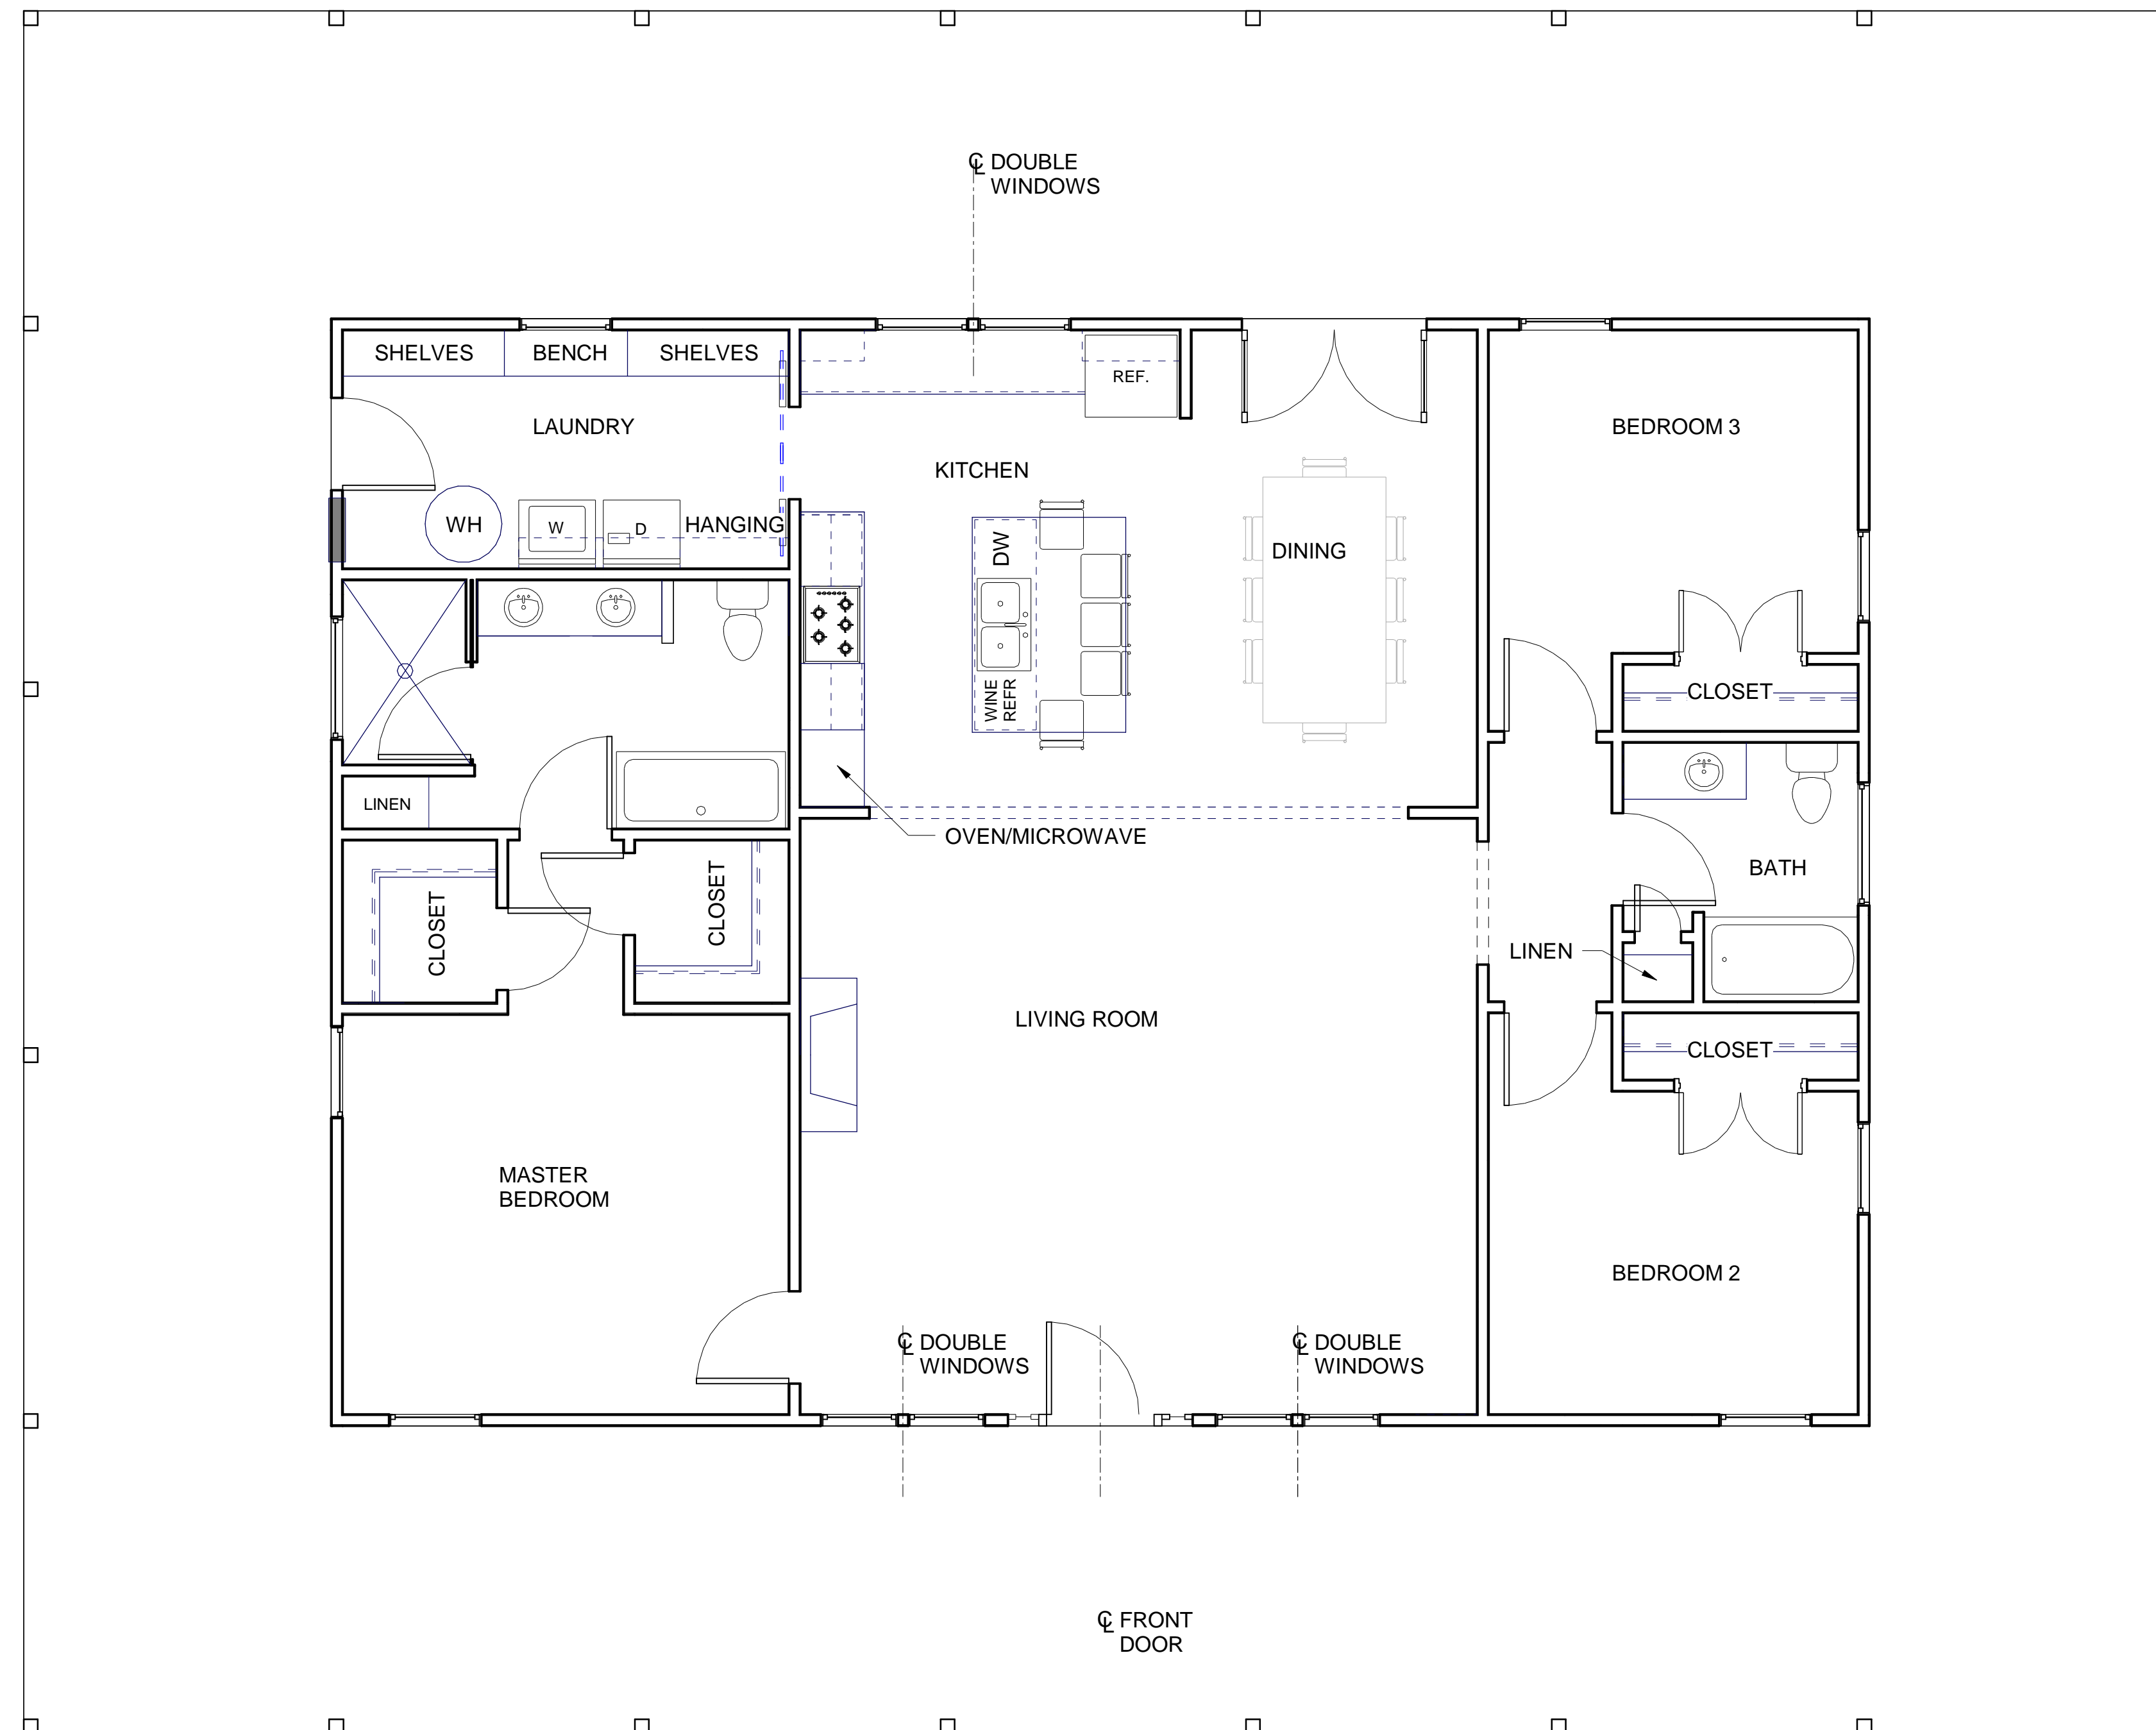 ℄ DOUBLE
WINDOWS
SHELVES
BENCH
SHELVES
REF.
LAUNDRY
BEDROOM 3
KITCHEN
WH
W
D
HANGING
DW
DINING
WINE
REFR
CLOSET
LINEN
OVEN/MICROWAVE
BATH
CLOSET
CLOSET
LINEN
LIVING ROOM
CLOSET
MASTER
BEDROOM
BEDROOM 2
℄ DOUBLE
WINDOWS
℄ DOUBLE
WINDOWS
℄ FRONT
DOOR